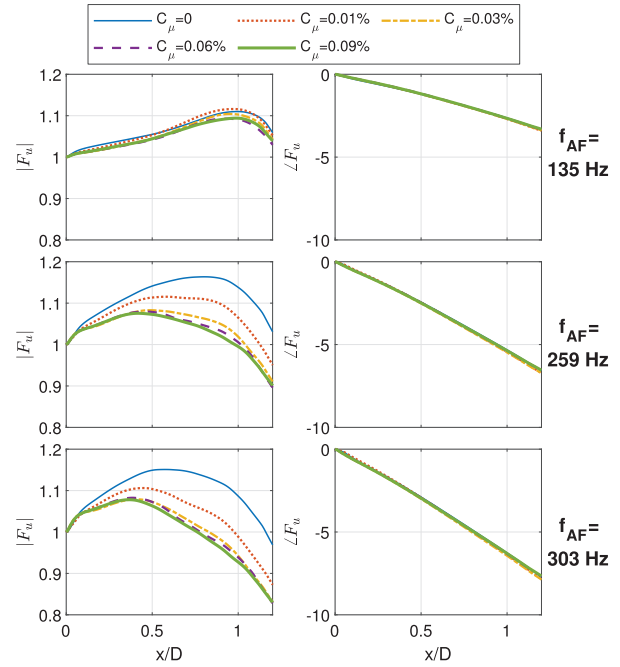 C_μ=0 C_μ=0.01% C_μ=0.03%
C_μ=0.06% C_μ=0.09%
1.2
1.1
1
0.9
0.8
|F_u|
0
-5
-10
∠F_u
f_AF=
135 Hz
1.2
1.1
1
0.9
0.8
|F_u|
0
-5
-10
∠F_u
f_AF=
259 Hz
1.2
1.1
1
0.9
0.8
|F_u|
0
-5
-10
∠F_u
f_AF=
303 Hz
0 0.5 1
x/D
0 0.5 1
x/D